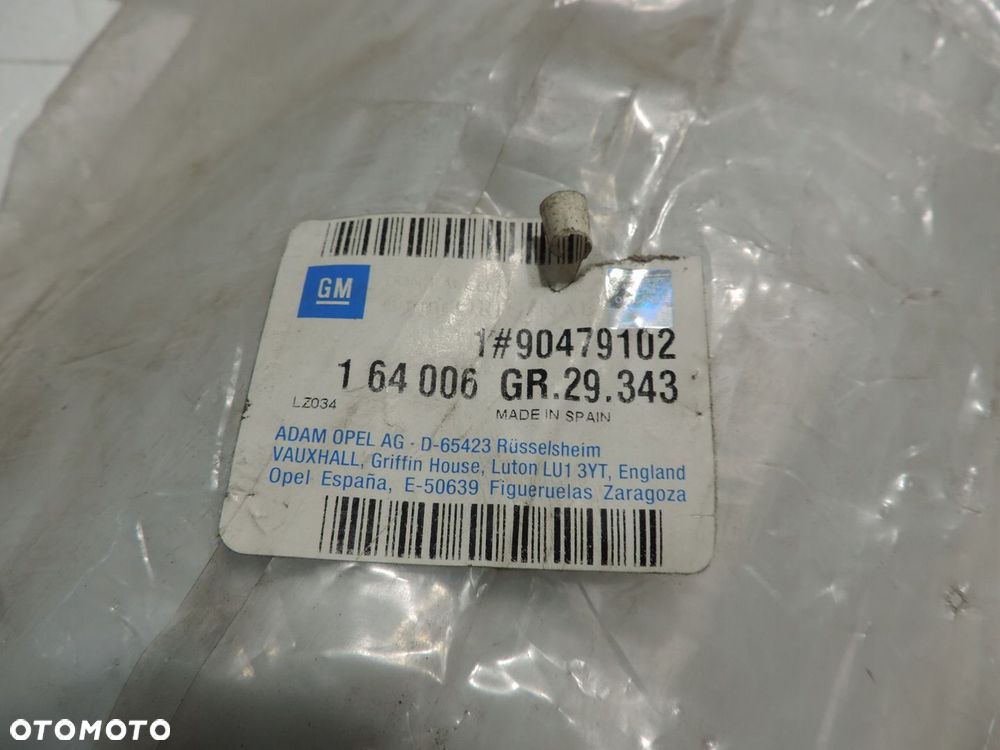 GM
1#90479102
1 64 006 GR.29.343
LZ034
MADE IN SPAIN
ADAM OPEL AG - D-65423 Rüsselsheim
VAUXHALL, Griffin House, Luton LU1 3YT, England
Opel España, E-50639 Figueruelas Zaragoza
OTOMOTO